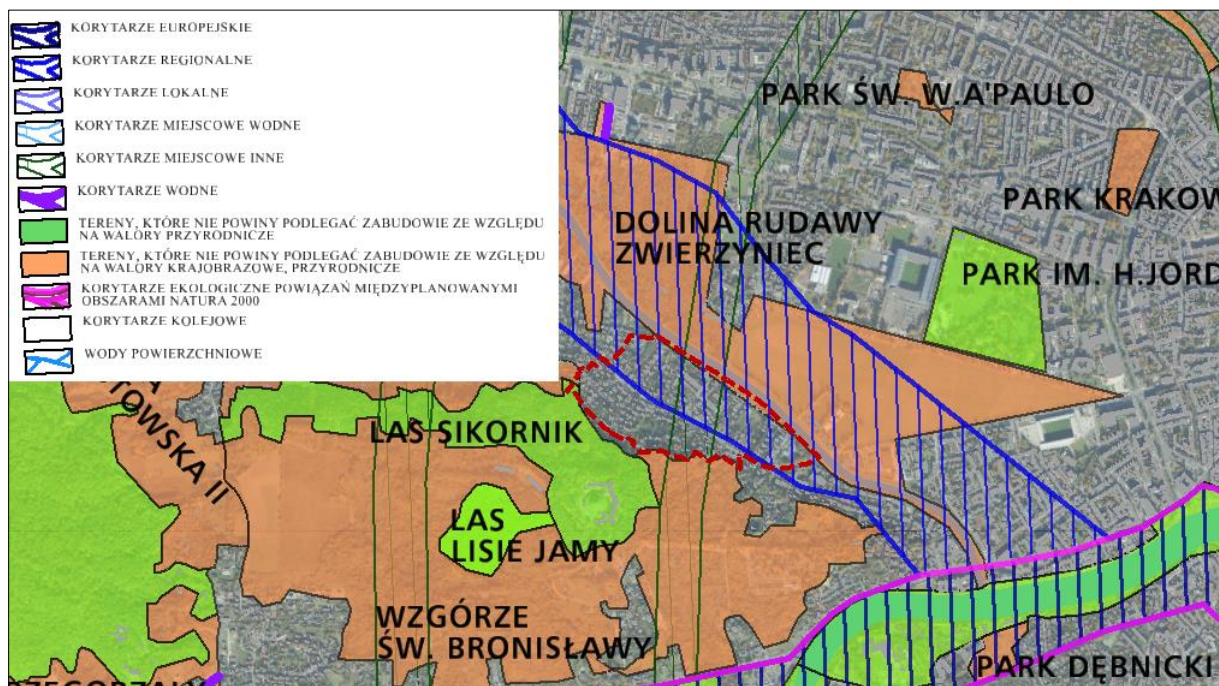 KORYTARZE EUROPEJSKIE
KORYTARZE REGIONALNE
KORYTARZE LOKALNE
KORYTARZE MIEJSCOWE WODNE
KORYTARZE MIEJSCOWE INNE
KORYTARZE WODNE
TERENY, KTÓRE NIE POWINY PODLEGAĆ ZABUDOWIE ZE WZGLĘDU
NA WALORY PRZYRODNICZE
TERENY, KTÓRE NIE POWINY PODLEGAĆ ZABUDOWIE ZE WZGLĘDU
NA WALORY KRAJOBRAZOWE, PRZYRODNICZE
KORYTARZE EKOLOGICZNE POWIĄZAŃ MIĘDZYPLANOWANYMI
OBSZARAMI NATURA 2000
KORYTARZE KOLEJOWE
WODY POWIERZCHNIOWE
PARK ŚW. W.A'PAULO
PARK KRAKOW
DOLINA RUDAWY
ZWIERZYNIEC
PARK IM. H.JORD
TOWSKA II
LAS SIKORNIK
LAS
LISIE JAMY
WZGÓRZE
ŚW. BRONISŁAWY
PARK DĘBNICKI